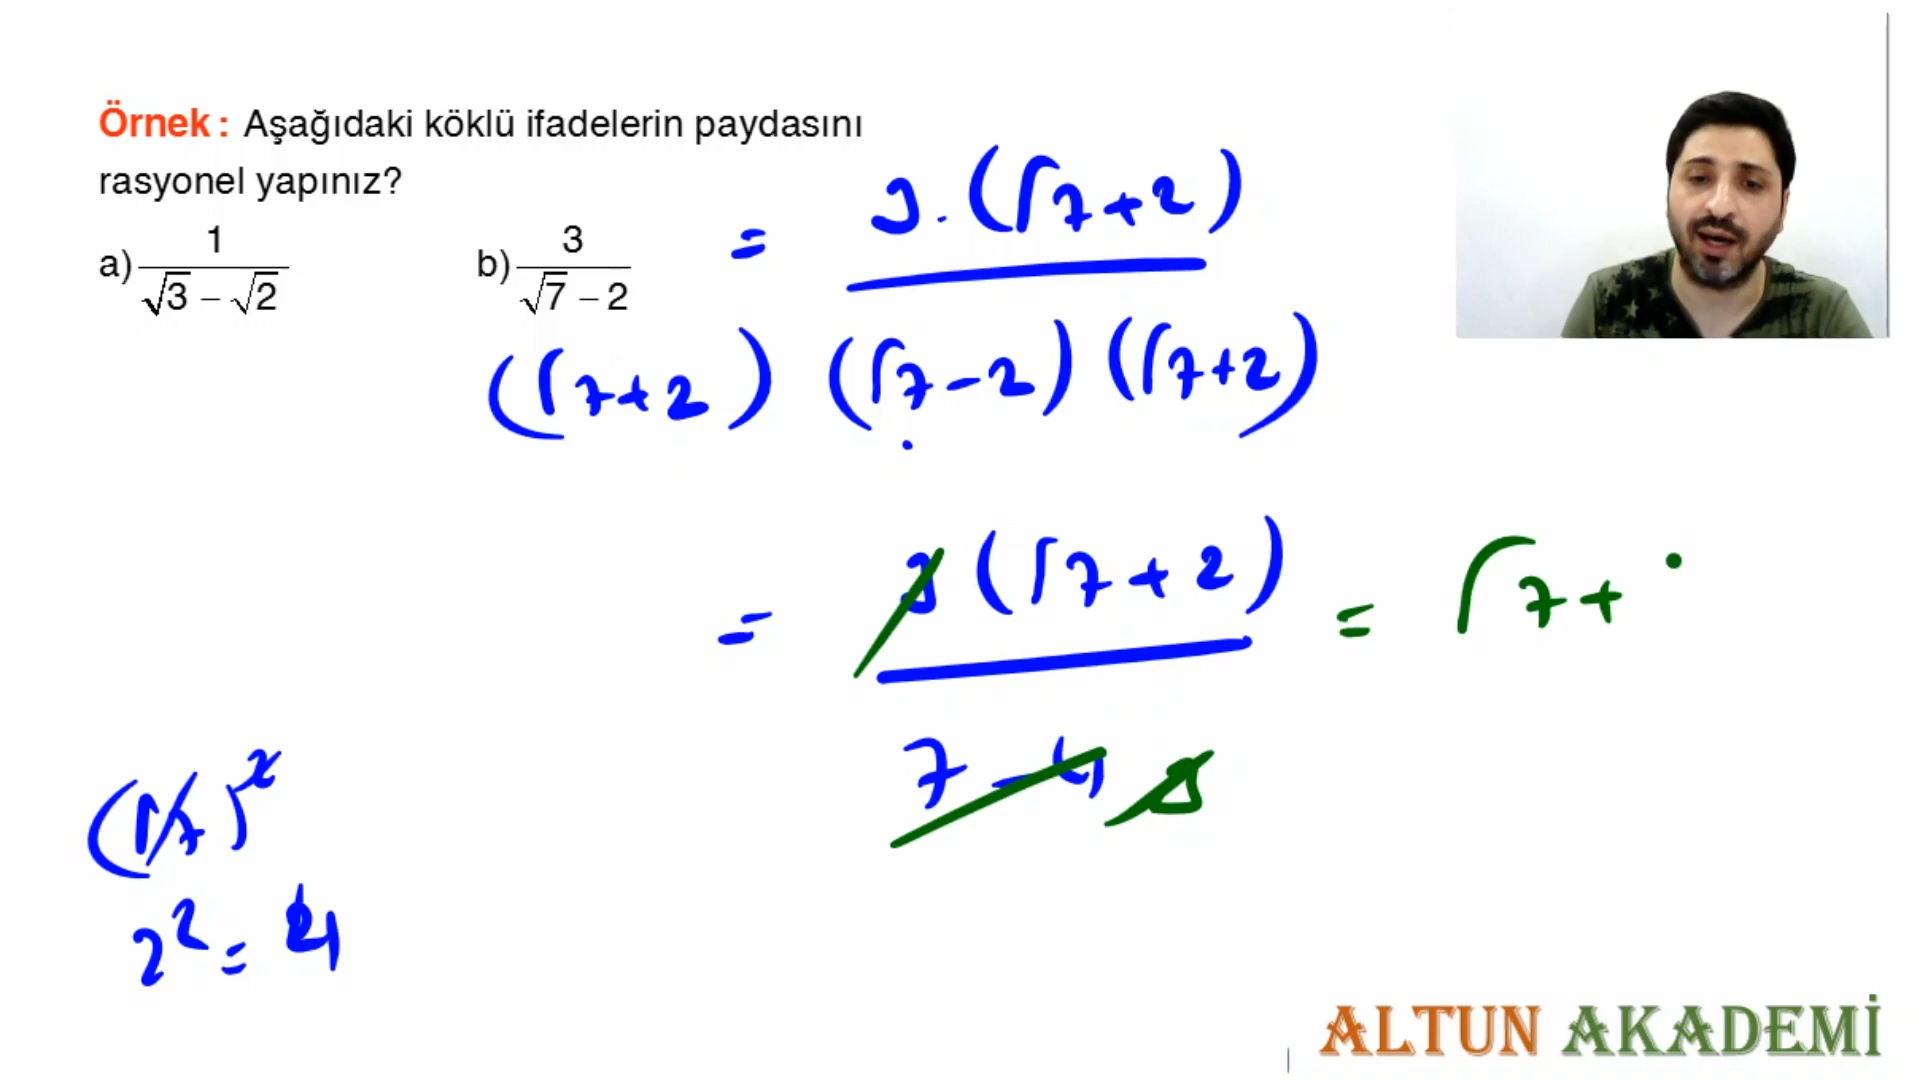 Örnek : Aşağıdaki köklü ifadelerin paydasını
rasyonel yapınız?
a) 1/(√3 − √2)
b) 3/(√7 − 2)
= 3.(√7+2)
(√7+2) (√7-2) (√7+2)
= 3(√7+2) = √7+
7-4 3
(√7)²
2² = 4
ALTUN AKADEMİ